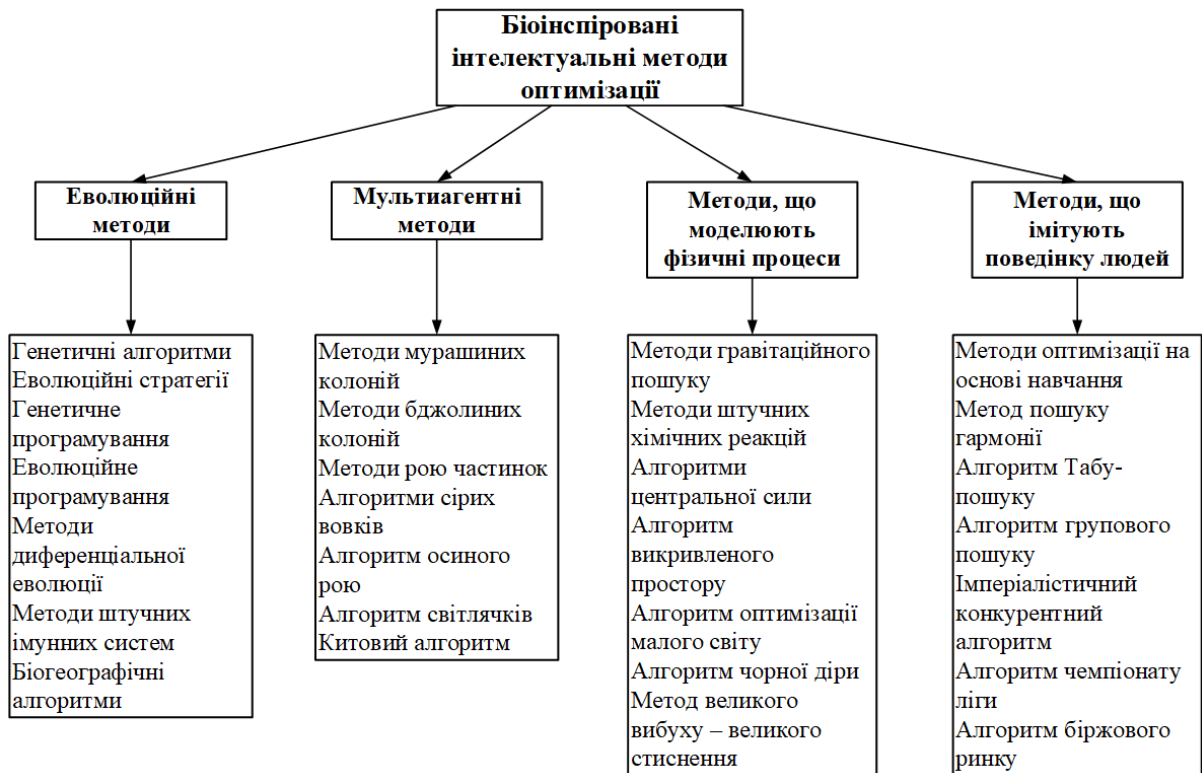 Біоінспіровані
інтелектуальні методи
оптимізації
Еволюційні
методи
Мультиагентні
методи
Методи, що
моделюють
фізичні процеси
Методи, що
імітують
поведінку людей
Генетичні алгоритми
Еволюційні стратегії
Генетичне
програмування
Еволюційне
програмування
Методи
диференціальної
еволюції
Методи штучних
імунних систем
Біогеографічні
алгоритми
Методи мурашиних
колоній
Методи бджолиних
колоній
Методи рою частинок
Алгоритми сірих
вовків
Алгоритм осиного
рою
Алгоритм світлячків
Китовий алгоритм
Методи гравітаційного
пошуку
Методи штучних
хімічних реакцій
Алгоритми
центральної сили
Алгоритм
викривленого
простору
Алгоритм оптимізації
малого світу
Алгоритм чорної діри
Метод великого
вибуху – великого
стиснення
Методи оптимізації на
основі навчання
Метод пошуку
гармонії
Алгоритм Табу-
пошуку
Алгоритм групового
пошуку
Імперіалістичний
конкурентний
алгоритм
Алгоритм чемпіонату
ліги
Алгоритм біржового
ринку